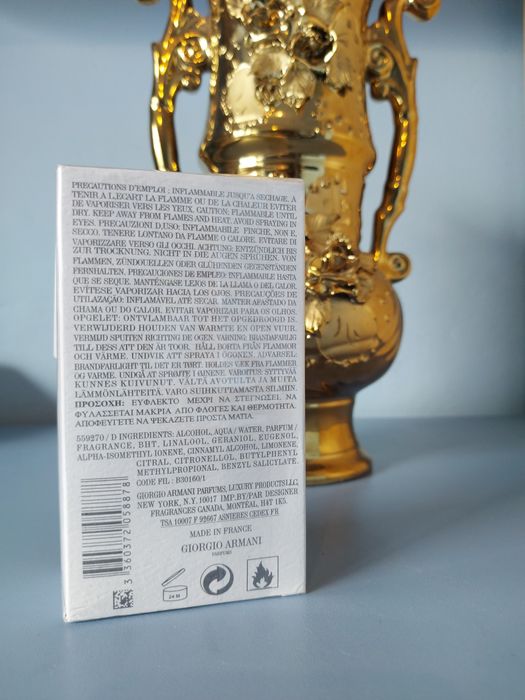 PRECAUTIONS D'EMPLOI : INFLAMMABLE JUSQU'A SECHAGE. A
TENIR A L,ECART LA FLAMME OU DE LA CHALEUR EVITER
DE VAPORISER VERS LES YEUX, CAUTION; FLAMMABLE UNTIL
DRY. KEEP AWAY FROM FLAMES AND HEAT. AVOID SPRAYING IN
EYES. PRECAUZIONI D,USO: INFLAMMABILE FINCHE, NON E
SECCO, TENERE LONTANO DA FLAMME O CALORE. EVITARE DI
VAPORIZZARE VERSO GLI OCCHI. ACHTUNG: ENTZÜNDLICH BIS
ZUR TROCKNUNG. NICHT IN DIE AUGEN SPRÜHEN. VON
FLAMMEN, ZÜNDQUELLEN ODER GLÜHENDEN GEGENSTÄNDEN
FERNHALTEN, PRECAUCIONES DE EMPLEO: INFLAMMABLE HASTA
QUE SE SEQUE. MANTÉNGASE LEJOS DE LA LLAMA O DEL CALOR,
EVÍTESE VAPORIZAR HACIA LOS OJOS. PRECAUÇÕES DE
UTILIZAÇÃO: INFLAMÁVEL ATÉ SECAR. MANTER AFASTADO DA
CHAMA OU DO CALOR. EVITAR VAPORIZAR PARA OS OLHOS.
OPGELET: ONTVLAMBAAR TOT HET OPGEDROOGD IS.
VERWIJDERD HOUDEN VAN WARMTE EN OPEN VUUR.
VERMIJD SPUITEN RICHTING DE OGEN. VARNING: BRANDAFARLIG
TILL DESS ATT DEN ÄR TOOR. HÅLL BORTA FRÅN FLAMMOR
OCH VÄRME. UNDVIK ATT SPRAYA I ÖGONEN, ADVARSEL:
BRANDFARLIGHT TIL DET ER TØRT. HOLDES VÆK FRA FLAMMER
OG VARME. UNDGÅ AT SPRØJTE I ØJNENE. VAROITUS: SYTTYVÄÄ
KUNNES KUIVUNUT. VÄLTÄ AVOTULTA JA MUITA
LÄMMÖNLÄHTEITÄ. VARO SUIHKUTTAMASTA SILMIIN.
ΠΡΟΣΟΧΗ: ΕΥΦΛΕΚΤΟ ΜΕΧΡΙ ΝΑ ΣΤΕΓΝΩΣΕΙ ΝΑ
ΦΥΛΑΣΣΕΤΑΙ ΜΑΚΡΙΑ ΑΠΟ ΦΛΟΓΕΣ ΚΑΙ ΘΕΡΜΟΤΗΤΑ.
ΑΠΟΦΕΥΓΕΤΕ ΝΑ ΨΕΚΑΖΕΤΕ ΠΡΟΣΤΑ ΜΑΤΙΑ.
559270 / D INGREDIENTS: ALCOHOL, AQUA / WATER, PARFUM /
FRAGRANCE, BHT, LINALOOL, GERANIOL, EUGENOL,
ALPHA-ISOMETHYL IONENE, CINNAMYL ALCOHOL, LIMONENE,
CITRAL, CITRONELLOL, BUTYLPHENYL
METHYLPROPIONAL, BENZYL SALICYLATE.
CODE FIL : B30160/1
GIORGIO ARMANI PARFUMS, LUXURY PRODUCTS LLC,
NEW YORK, N.Y. 10017 IMP.BY/PAR DESIGNER
FRAGRANCES CANADA, MONTÉAL, H4T 1K5.
TSA 10007 F 92667 ASNIERES CEDEY FR
MADE IN FRANCE
GIORGIO ARMANI
PARFUMS
3 360372 058878
24 M